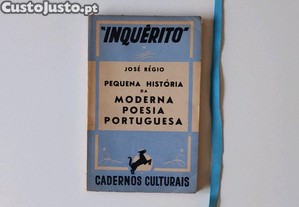 CustoJusto.pt
"INQUÉRITO"
JOSÉ RÉGIO
PEQUENA HISTÓRIA
DA
MODERNA
POESIA
PORTUGUESA
CADERNOS CULTURAIS